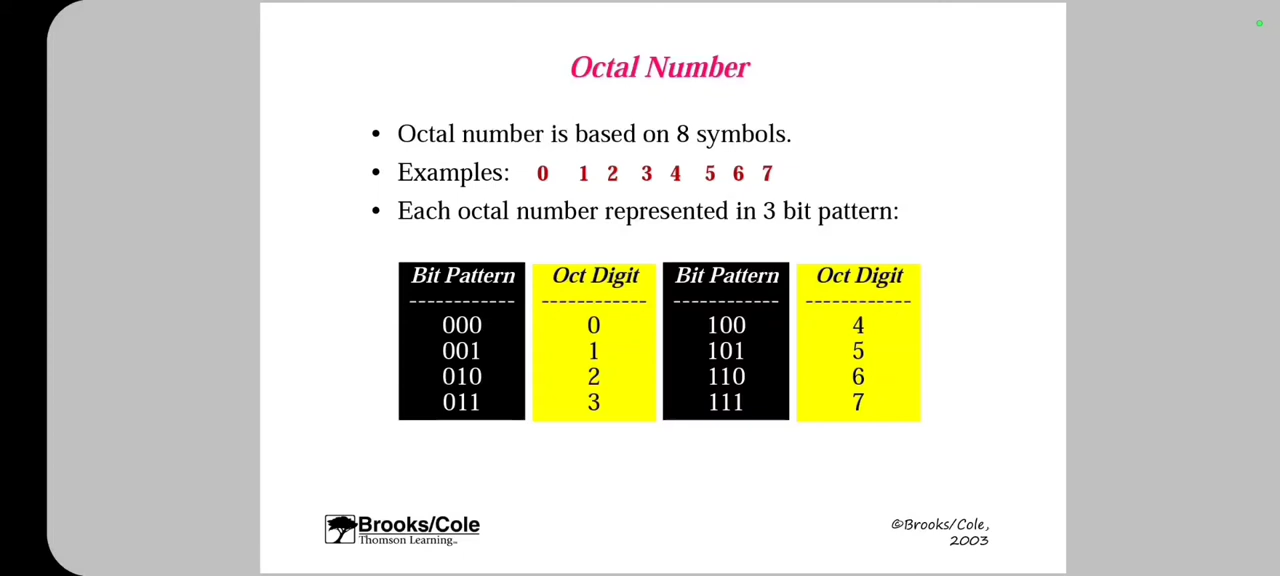 Octal Number
• Octal number is based on 8 symbols.
• Examples: 0 1 2 3 4 5 6 7
• Each octal number represented in 3 bit pattern:
Bit Pattern Oct Digit Bit Pattern Oct Digit
------------ ------------ ------------ ------------
000 0 100 4
001 1 101 5
010 2 110 6
011 3 111 7
Brooks/Cole
Thomson Learning™
©Brooks/Cole,
2003